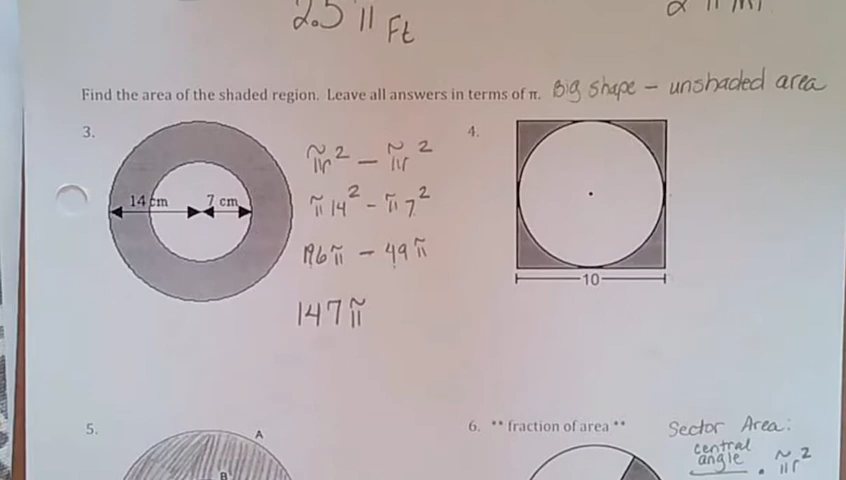 2.5 π Ft
2 π mi
Find the area of the shaded region. Leave all answers in terms of π. Big shape – unshaded area
3.
14 cm
7 cm
πr² – πr²
π14² – π7²
196π – 49π
147π
4.
10
5.
A
B
6. ** fraction of area **
Sector Area:
central
angle
· πr²